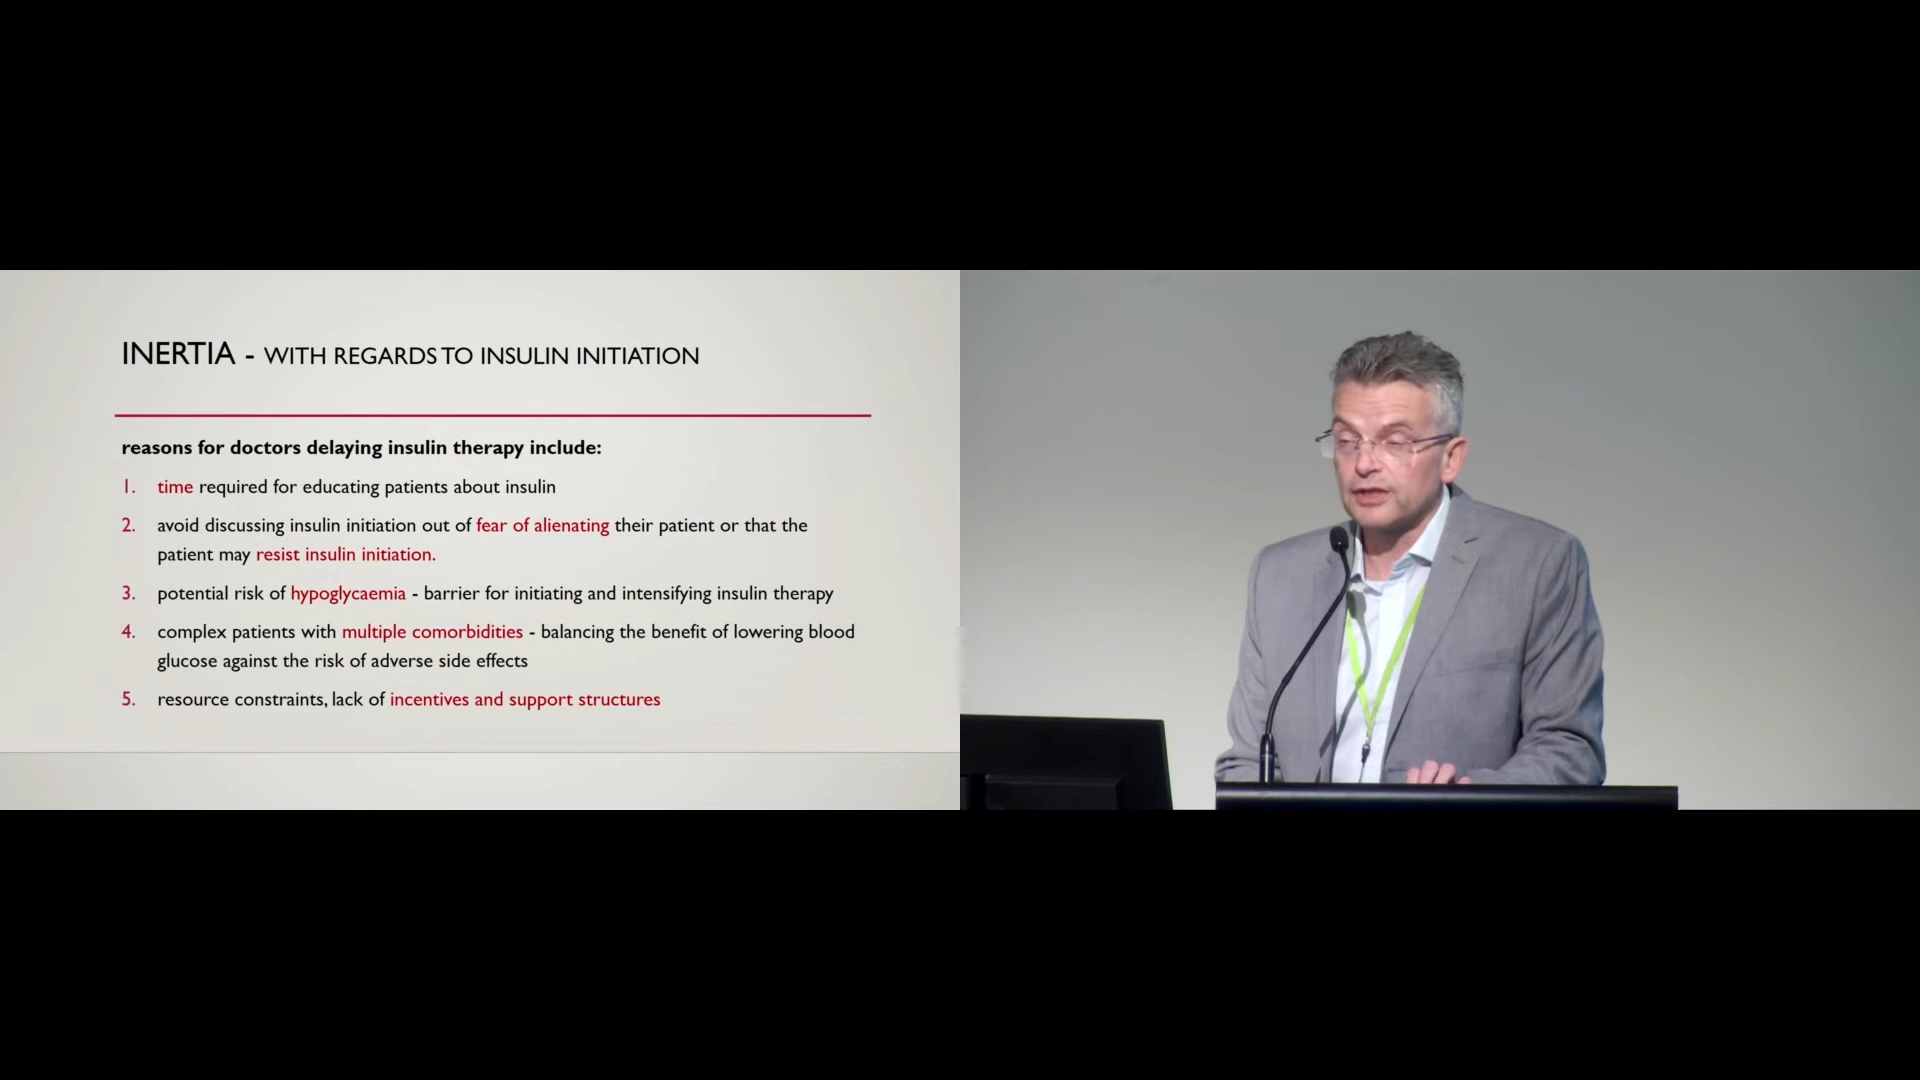 INERTIA - WITH REGARDS TO INSULIN INITIATION
reasons for doctors delaying insulin therapy include:
1. time required for educating patients about insulin
2. avoid discussing insulin initiation out of fear of alienating their patient or that the
patient may resist insulin initiation.
3. potential risk of hypoglycaemia - barrier for initiating and intensifying insulin therapy
4. complex patients with multiple comorbidities - balancing the benefit of lowering blood
glucose against the risk of adverse side effects
5. resource constraints, lack of incentives and support structures